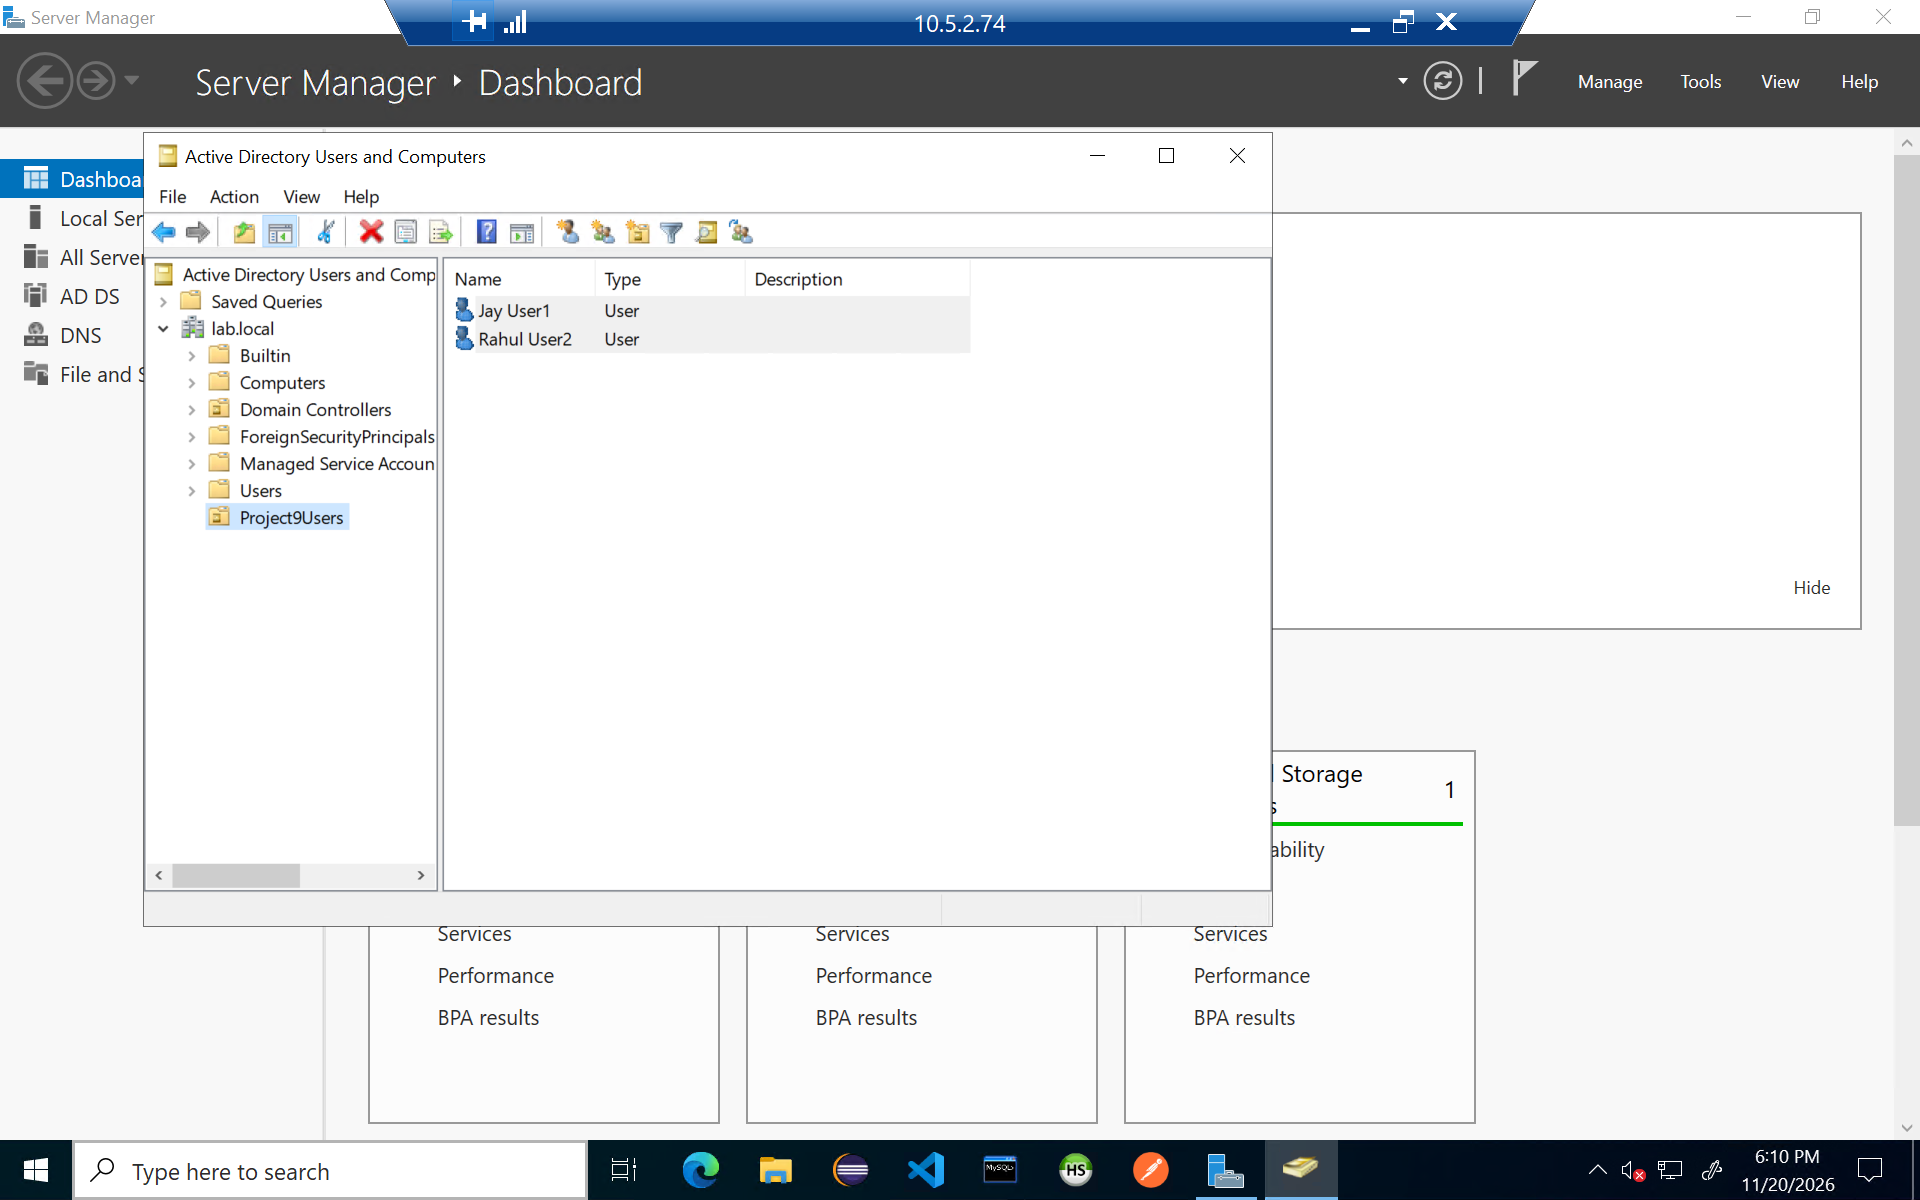 Server Manager
10.5.2.74
Server Manager ‣ Dashboard
Manage
Tools
View
Help
Dashboa
Local Ser
All Server
AD DS
DNS
File and S
Active Directory Users and Computers
File
Action
View
Help
Active Directory Users and Comp
Saved Queries
lab.local
Builtin
Computers
Domain Controllers
ForeignSecurityPrincipals
Managed Service Accoun
Users
Project9Users
Name
Type
Description
Jay User1
User
Rahul User2
User
Hide
Storage
1
s
ability
Services
Performance
BPA results
Services
Performance
BPA results
Services
Performance
BPA results
Type here to search
MySQL
HS
6:10 PM
11/20/2026